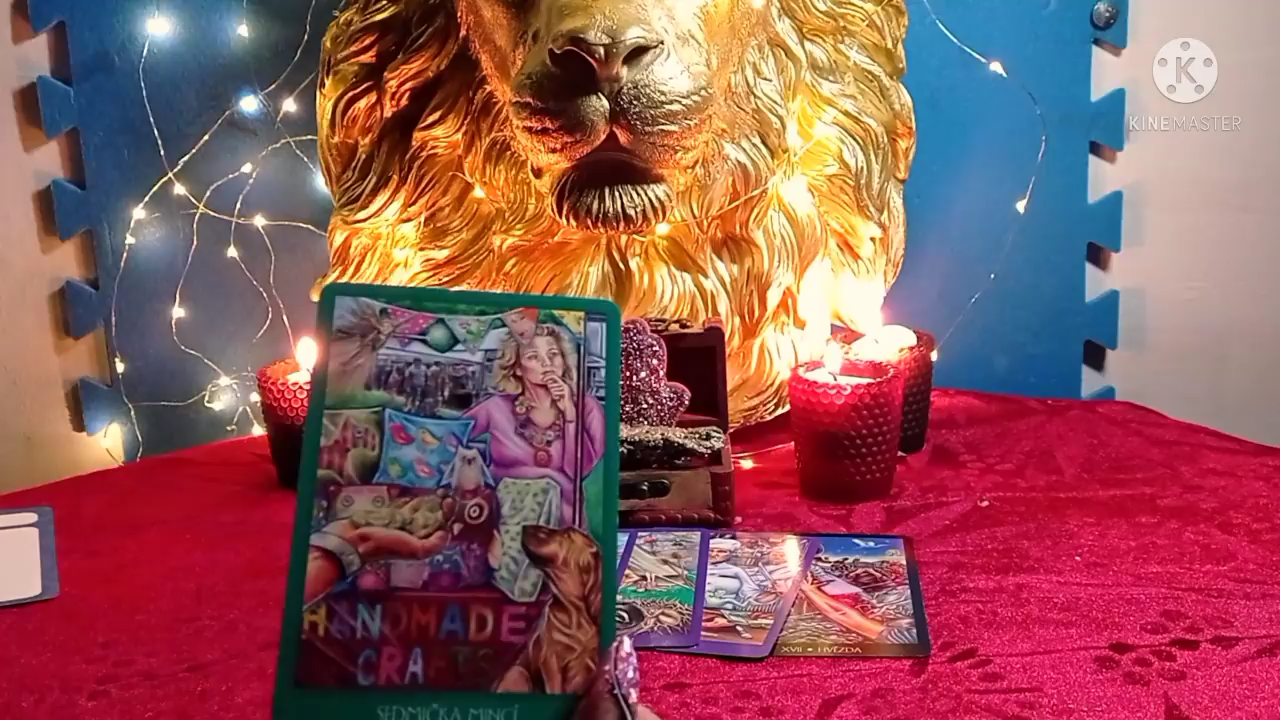 K
KINEMASTER
HANDMADE
CRAFTS
SEDMIČKA MINCÍ
XVII • HVĚZDA